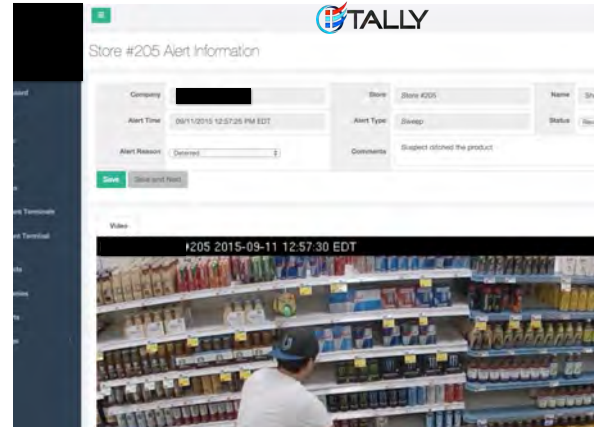 TALLY
Store #205 Alert Information
Company
Store
Store #205
Name
Alert Time
09/11/2015 12:57:25 PM EDT
Alert Type
Sweep
Status
Alert Reason
Deterred
Comments
Suspect ditched the product
Save
Save and Next
Video
205 2015-09-11 12:57:30 EDT